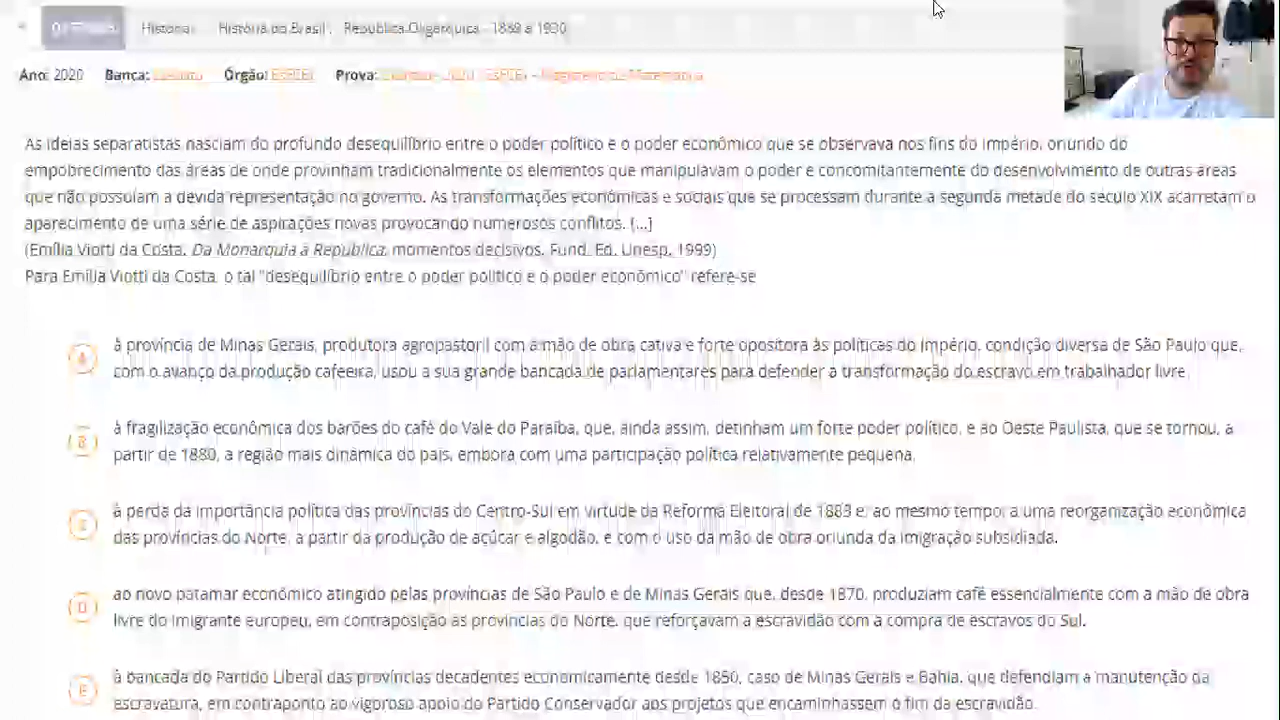 História História do Brasil, República Oligárquica - 1889 a 1930
Ano: 2020 Banca: Órgão: ESFCEX Prova:
As ideias separatistas nasciam do profundo desequilíbrio entre o poder político e o poder econômico que se observava nos fins do império, oriundo do
empobrecimento das áreas de onde provinham tradicionalmente os elementos que manipulavam o poder e concomitantemente do desenvolvimento de outras áreas
que não possuíam a devida representação no governo. As transformações econômicas e sociais que se processam durante a segunda metade do século XIX acarretam o
aparecimento de uma série de aspirações novas provocando numerosos conflitos. (...)
(Emília Viotti da Costa. Da Monarquia à República, momentos decisivos. Fund. Ed. Unesp, 1999)
Para Emília Viotti da Costa, o tal "desequilíbrio entre o poder político e o poder econômico" refere-se
A à província de Minas Gerais, produtora agropastoril com a mão de obra cativa e forte opositora às políticas do Império, condição diversa de São Paulo que,
com o avanço da produção cafeeira, usou a sua grande bancada de parlamentares para defender a transformação do escravo em trabalhador livre.
B à fragilização econômica dos barões do café do Vale do Paraíba, que, ainda assim, detinham um forte poder político, e ao Oeste Paulista, que se tornou, a
partir de 1880, a região mais dinâmica do país, embora com uma participação política relativamente pequena.
C à perda da importância política das províncias do Centro-Sul em virtude da Reforma Eleitoral de 1883 e, ao mesmo tempo, a uma reorganização econômica
das províncias do Norte, a partir da produção de açúcar e algodão, e com o uso da mão de obra oriunda da imigração subsidiada.
D ao novo patamar econômico atingido pelas províncias de São Paulo e de Minas Gerais que, desde 1870, produziam café essencialmente com a mão de obra
livre do imigrante europeu, em contraposição às províncias do Norte, que reforçavam a escravidão com a compra de escravos do Sul.
E à bancada do Partido Liberal das províncias decadentes economicamente desde 1850, caso de Minas Gerais e Bahia, que defendiam a manutenção da
escravatura, em contraponto ao vigoroso apoio do Partido Conservador aos projetos que encaminhassem o fim da escravidão.